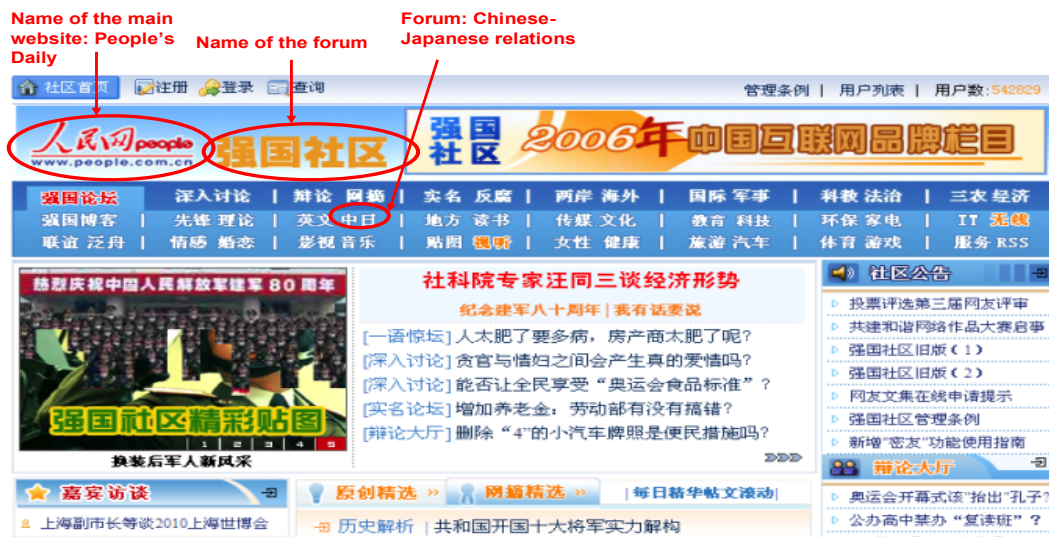 Name of the main
website: People's
Daily
Name of the forum
Forum: Chinese-
Japanese relations
社区首页 注册 登录 查询
管理条例 | 用户列表 | 用户数:542829
人民网 people
www.people.com.cn
强国社区
强国社区 2006年中国互联网品牌栏目
强国论坛 深入讨论 | 辩论 网摘 | 实名 反腐 | 两岸 海外 | 国际 军事 | 科教 法治 | 三农 经济
强国博客 | 先锋 理论 | 英文 中日 | 地方 读书 | 传媒 文化 | 教育 科技 | 环保 家电 | IT 无线
联谊 泛舟 | 情感 婚恋 | 影视 音乐 | 贴图 视听 | 女性 健康 | 旅游 汽车 | 体育 游戏 | 服务 RSS
热烈庆祝中国人民解放军建军80周年
强国社区精彩贴图
1 2 3 4 5
换装后军人新风采
社科院专家汪同三谈经济形势
纪念建军八十周年|我有话要说
[一语惊坛]人太肥了要多病，房产商太肥了呢?
[深入讨论]贪官与情妇之间会产生真的爱情吗?
[深入讨论]能否让全民享受“奥运会食品标准”?
[实名论坛]增加养老金：劳动部有没有搞错?
[辩论大厅]删除“4”的小汽车牌照是便民措施吗?
社区公告
投票评选第三届网友评审
共建和谐网络作品大赛启事
强国社区旧版(1)
强国社区旧版(2)
网友文集在线申请提示
强国社区管理条例
新增"密友"功能使用指南
辩论大厅
奥运会开幕式该"抬出"孔子?
公办高中禁办“复读班”?
嘉宾访谈
上海副市长等谈2010上海世博会
原创精选 » 网摘精选 » |每日精华帖文滚动|
历史解析 | 共和国开国十大将军实力解构